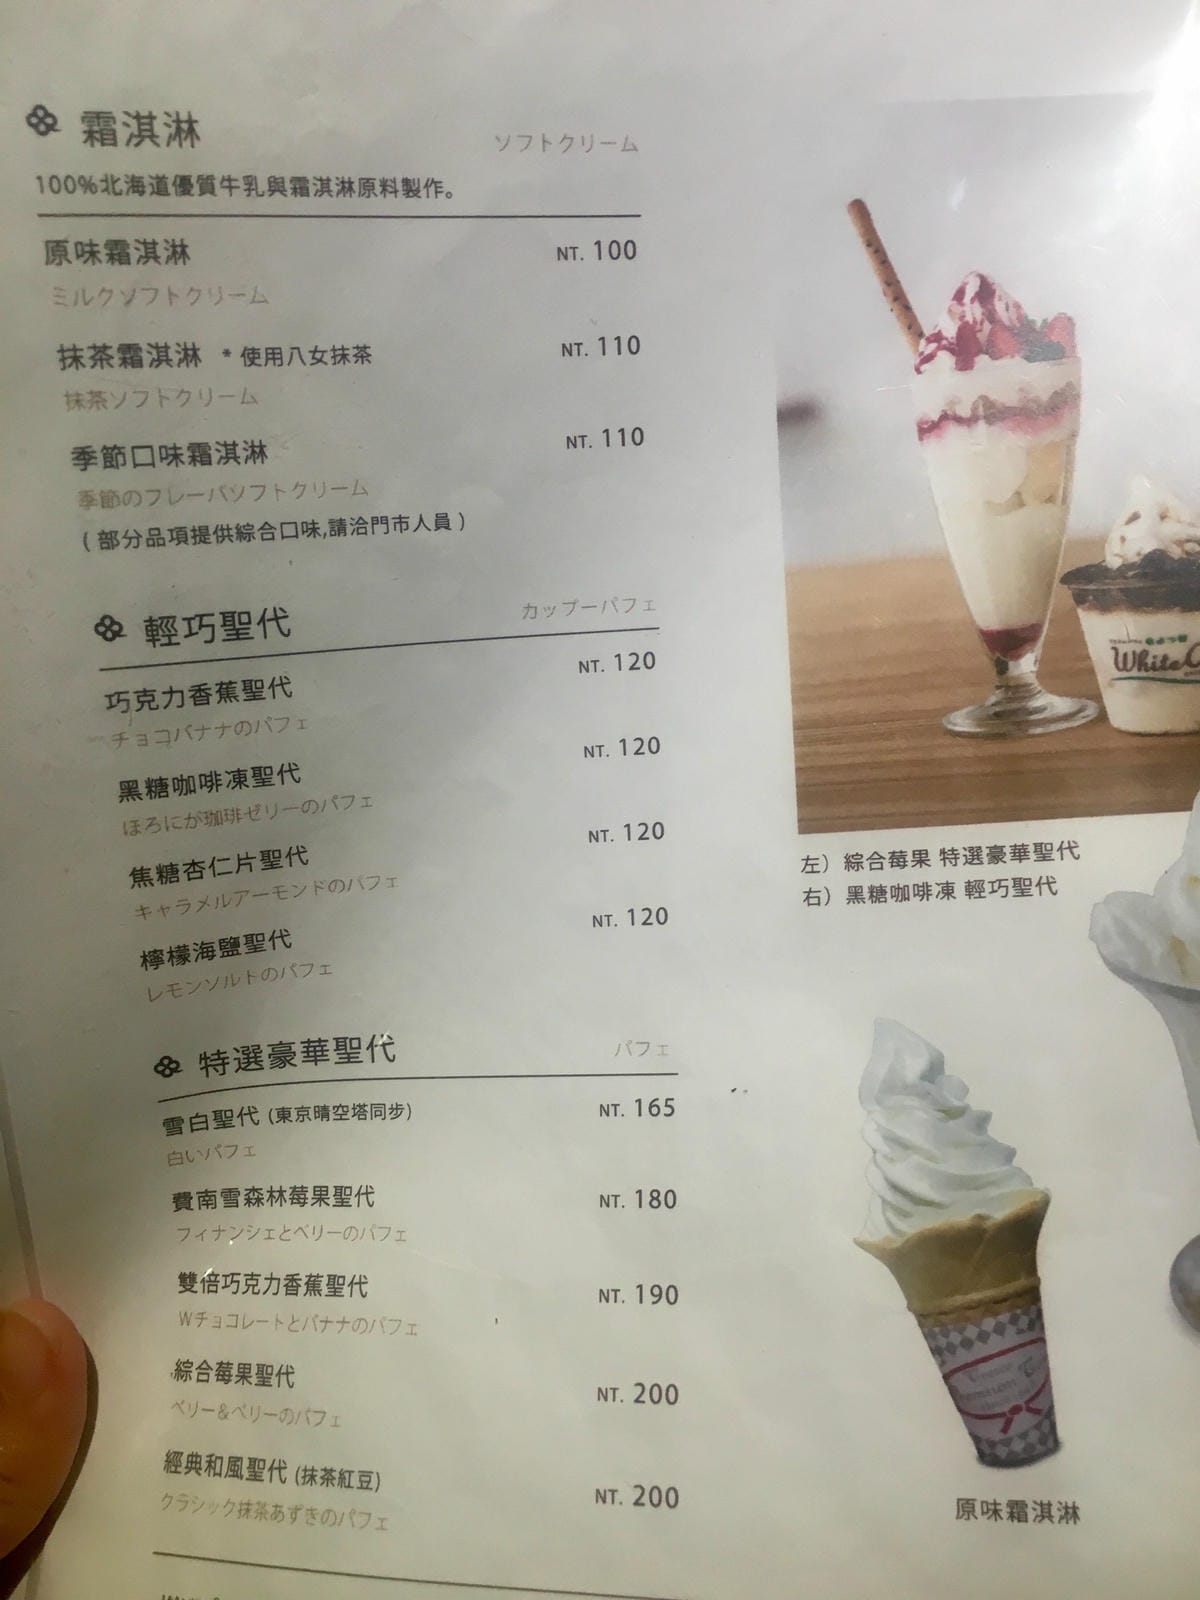 霜淇淋 ソフトクリーム
100%北海道優質牛乳與霜淇淋原料製作。
原味霜淇淋 NT. 100
ミルクソフトクリーム
抹茶霜淇淋 *使用八女抹茶 NT. 110
抹茶ソフトクリーム
季節口味霜淇淋 NT. 110
季節のフレーバソフトクリーム
(部分品項提供綜合口味,請洽門市人員)
輕巧聖代 カップーパフェ
巧克力香蕉聖代 NT. 120
チョコバナナのパフェ
黑糖咖啡凍聖代 NT. 120
ほろにが珈琲ゼリーのパフェ
焦糖杏仁片聖代 NT. 120
キャラメルアーモンドのパフェ
檸檬海鹽聖代 NT. 120
レモンソルトのパフェ
特選豪華聖代 パフェ
雪白聖代 (東京晴空塔同步) NT. 165
白いパフェ
費南雪森林莓果聖代 NT. 180
フィナンシェとベリーのパフェ
雙倍巧克力香蕉聖代 NT. 190
Wチョコレートとバナナのパフェ
綜合莓果聖代 NT. 200
ベリー&ベリーのパフェ
經典和風聖代 (抹茶紅豆) NT. 200
クラシック抹茶あずきのパフェ
White
左）綜合莓果 特選豪華聖代
右）黑糖咖啡凍 輕巧聖代
原味霜淇淋